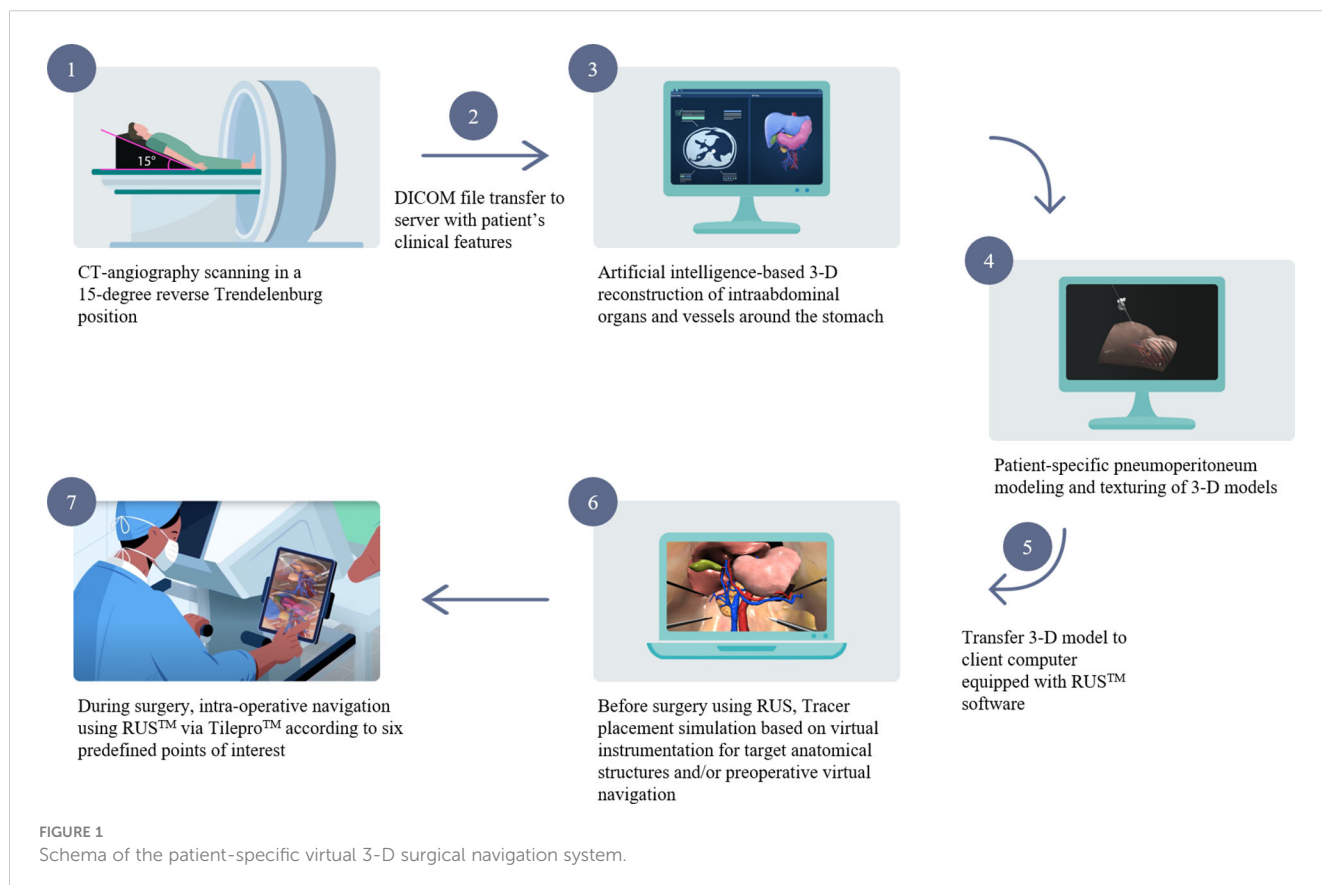 1
15°
CT-angiography scanning in a
15-degree reverse Trendelenburg
position
2
DICOM file transfer to
server with patient's
clinical features
3
Artificial intelligence-based 3-D
reconstruction of intraabdominal
organs and vessels around the stomach
4
Patient-specific pneumoperitoneum
modeling and texturing of 3-D models
5
Transfer 3-D model to
client computer
equipped with RUS™
software
6
Before surgery using RUS, Tracer
placement simulation based on virtual
instrumentation for target anatomical
structures and/or preoperative virtual
navigation
7
During surgery, intra-operative navigation
using RUS™ via Tilepro™ according to six
predefined points of interest
FIGURE 1
Schema of the patient-specific virtual 3-D surgical navigation system.